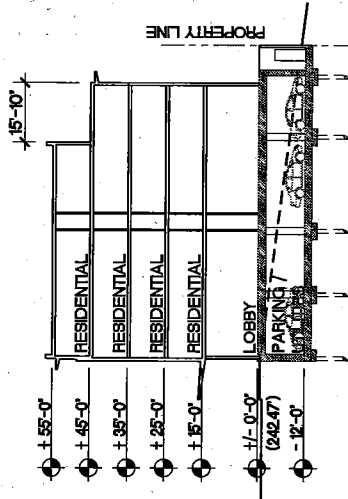 15'-10"
PROPERTY LINE
+ 55'-0"
+ 45'-0"
RESIDENTIAL
+ 35'-0"
RESIDENTIAL
+ 25'-0"
RESIDENTIAL
+ 15'-0"
RESIDENTIAL
+/- 0'-0"
(242.47')
LOBBY
PARKING
- 12'-0"